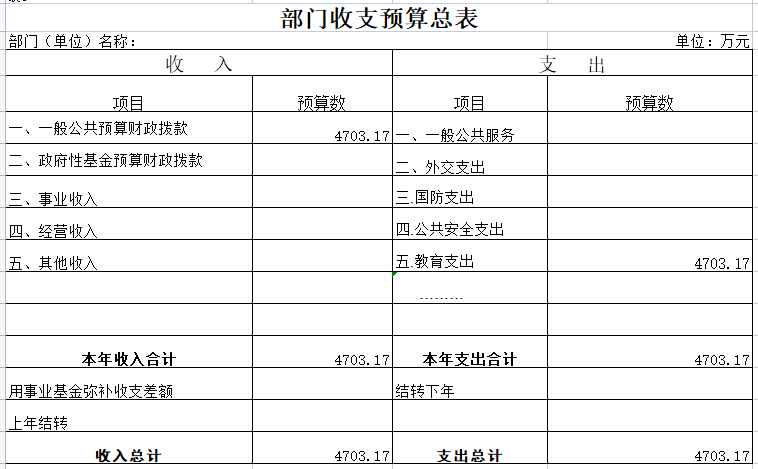 部门收支预算总表
部门（单位）名称： 单位：万元
收 入 支 出
项目 预算数 项目 预算数
一、一般公共预算财政拨款 4703.17 一、一般公共服务
二、政府性基金预算财政拨款 二、外交支出
三、事业收入 三.国防支出
四、经营收入 四.公共安全支出
五、其他收入 五.教育支出 4703.17
………
本年收入合计 4703.17 本年支出合计 4703.17
用事业基金弥补收支差额 结转下年
上年结转
收入总计 4703.17 支出总计 4703.17